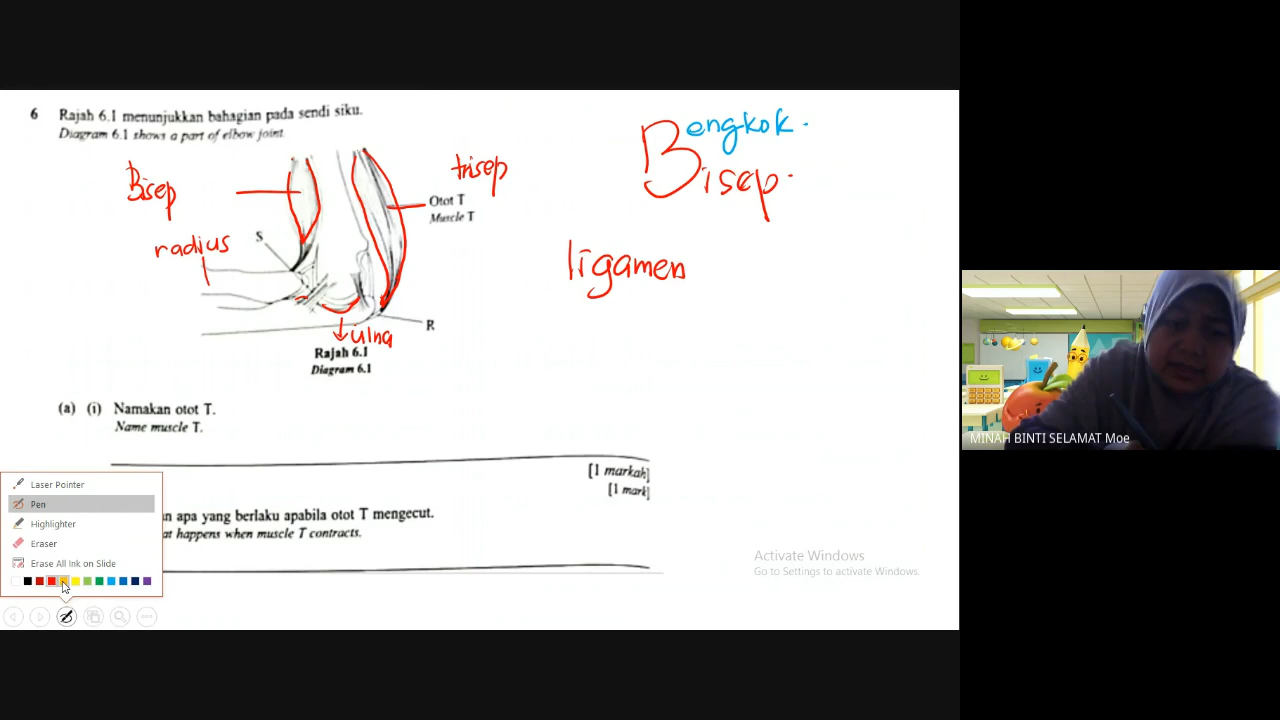 6 Rajah 6.1 menunjukkan bahagian pada sendi siku.
Diagram 6.1 shows a part of elbow joint
Bisep
trisep
Otot T
Muscle T
radius
S
R
ulna
Rajah 6.1
Diagram 6.1
Bengkok.
Bisep.
ligamen
(a) (i) Namakan otot T.
Name muscle T.
[1 markah]
[1 mark]
n apa yang berlaku apabila otot T mengecut.
at happens when muscle T contracts.
Laser Pointer
Pen
Highlighter
Eraser
Erase All Ink on Slide
Activate Windows
Go to Settings to activate Windows.
MINAH BINTI SELAMAT Moe